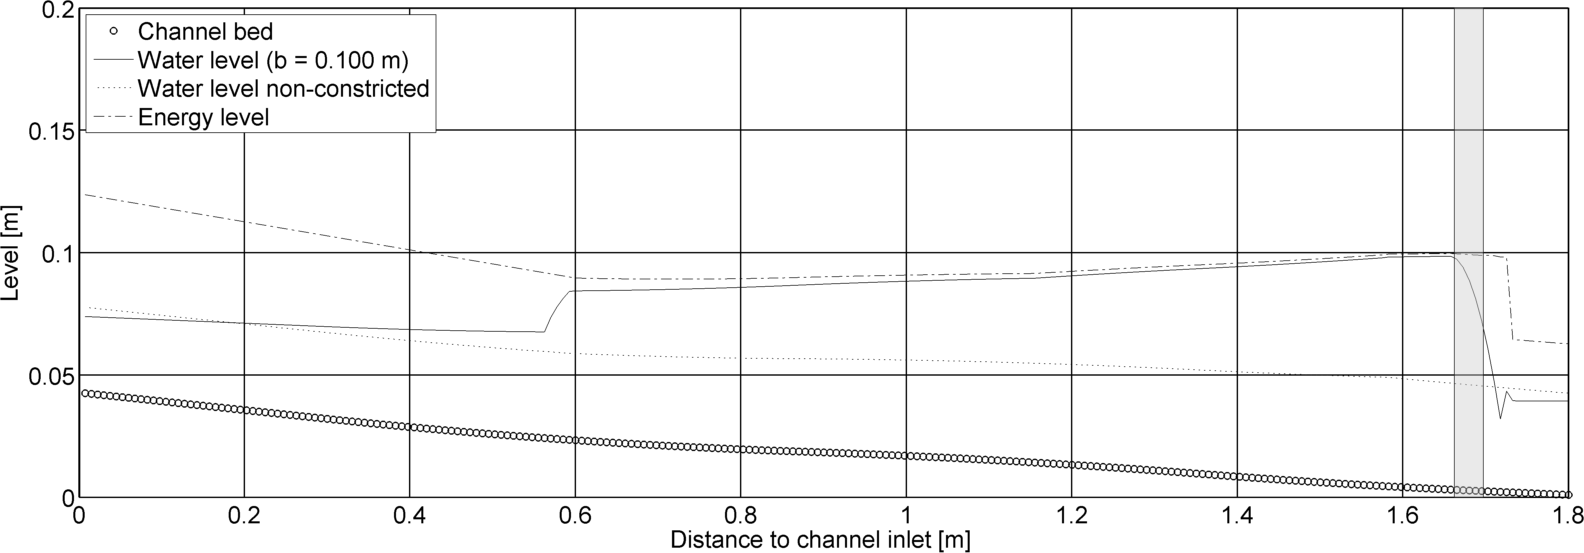 0.2
Channel bed
Water level (b = 0.100 m)
Water level non-constricted
Energy level
0.15
0.1
0.05
0
Level [m]
0 0.2 0.4 0.6 0.8 1 1.2 1.4 1.6 1.8
Distance to channel inlet [m]